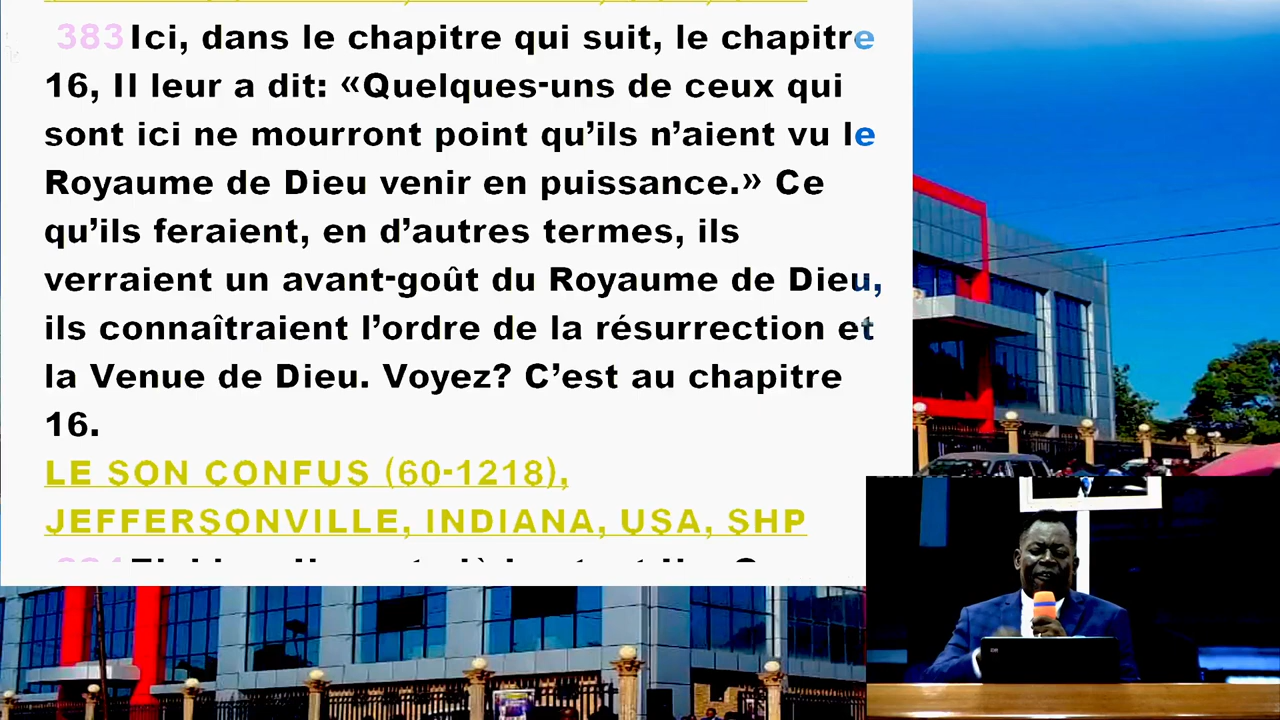 383 Ici, dans le chapitre qui suit, le chapitre
16, Il leur a dit: «Quelques-uns de ceux qui
sont ici ne mourront point qu’ils n’aient vu le
Royaume de Dieu venir en puissance.» Ce
qu’ils feraient, en d’autres termes, ils
verraient un avant-goût du Royaume de Dieu,
ils connaîtraient l’ordre de la résurrection et
la Venue de Dieu. Voyez? C’est au chapitre
16.
LE SON CONFUS (60-1218),
JEFFERSONVILLE, INDIANA, USA, SHP